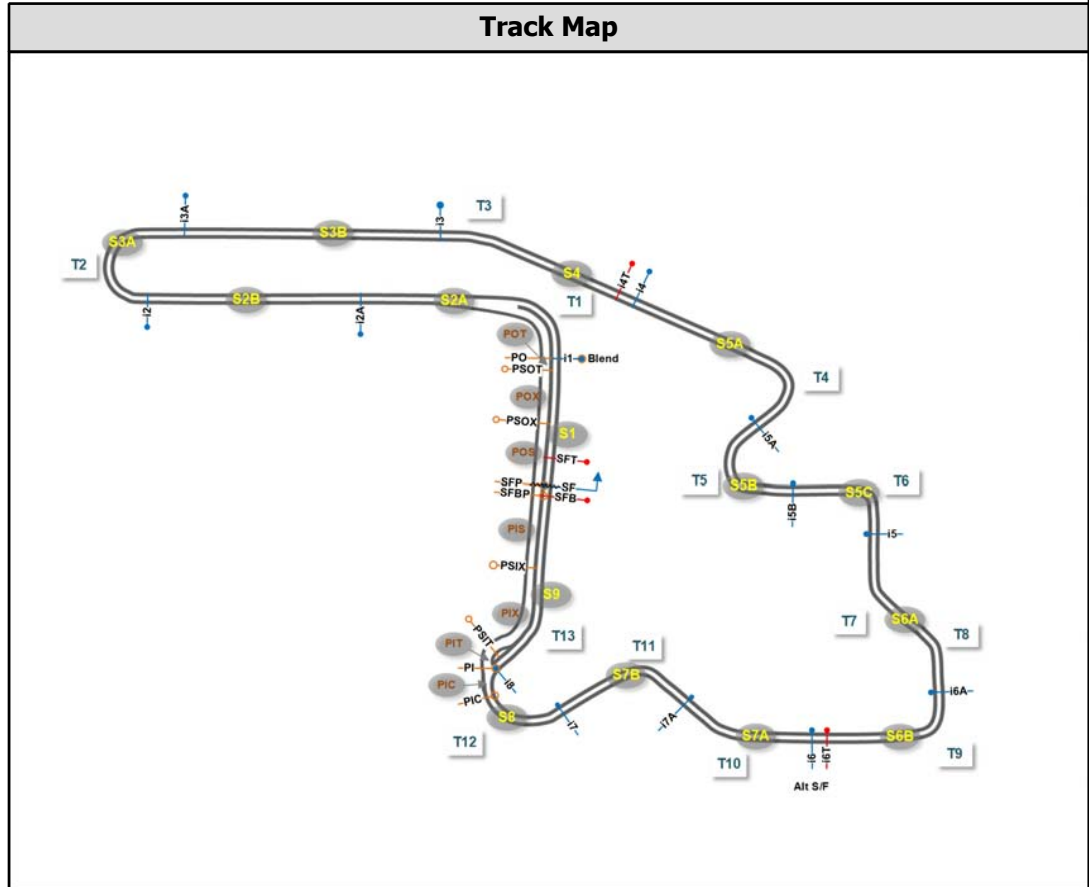 Track Map
i3A
i3
T3
S3A
S3B
T2
S4
i4T
i4
T1
i2
S2B
i2A
S2A
S5A
T4
POT
PO
i1
Blend
PSOT
POX
PSOX
S1
i5A
POS
SFT
SFP
SF
SFBP
SFB
T5
S5B
i5B
S5C
T6
PIS
i5
PSIX
S9
PIX
T7
S6A
T8
PSIT
T13
PIT
T11
PI
S7B
i8
PIC
PIC
i6A
S8
i7
i7A
S7A
S6B
T12
T10
i6
i6T
T9
Alt S/F